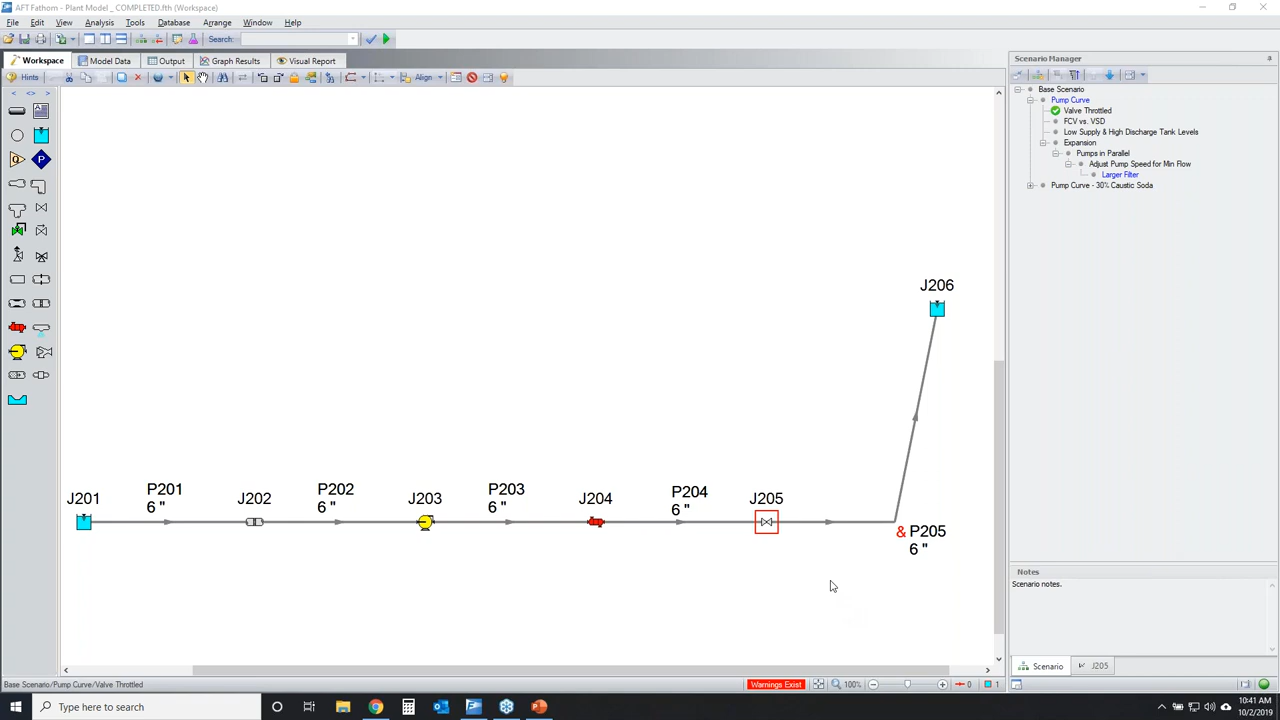 AFT Fathom - Plant Model _ COMPLETED.fth (Workspace)
File Edit View Analysis Tools Database Arrange Window Help
Search:
Workspace Model Data Output Graph Results Visual Report
Hints Align
Scenario Manager
Base Scenario
Pump Curve
Valve Throttled
FCV vs. VSD
Low Supply & High Discharge Tank Levels
Expansion
Pumps in Parallel
Adjust Pump Speed for Min Flow
Larger Filter
Pump Curve - 30% Caustic Soda
J206
J201
P201
6 "
J202
P202
6 "
J203
P203
6 "
J204
P204
6 "
J205
& P205
6 "
Notes
Scenario notes.
Scenario J205
Base Scenario/Pump Curve/Valve Throttled
Warnings Exist
100%
0
1
Type here to search
10:41 AM
10/2/2019